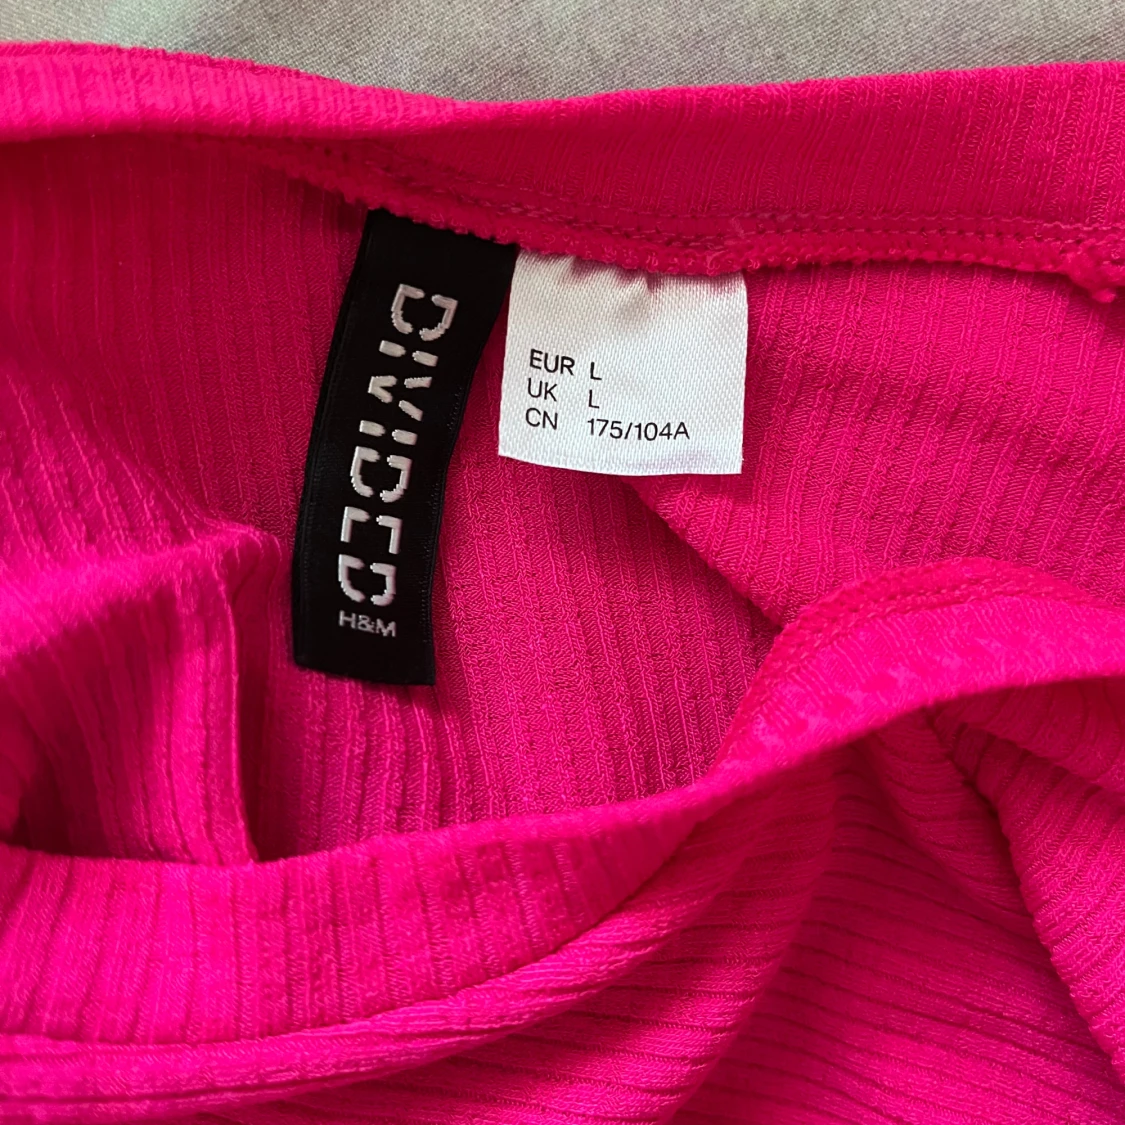 DIVIDED
H&M
EUR L
UK L
CN 175/104A